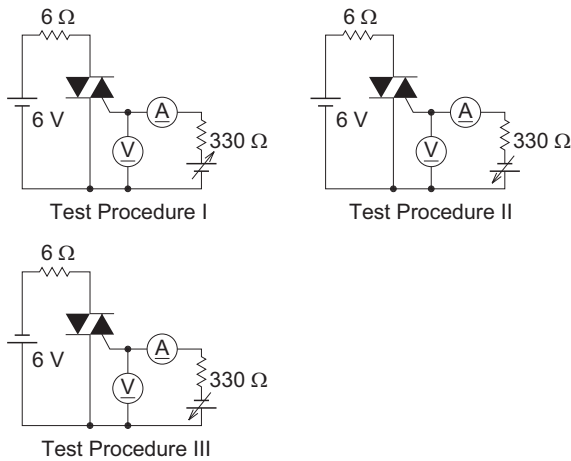 6 Ω
6 Ω
A
A
6 V
V
330 Ω
6 V
V
330 Ω
Test Procedure I
Test Procedure II
6 Ω
A
6 V
V
330 Ω
Test Procedure III